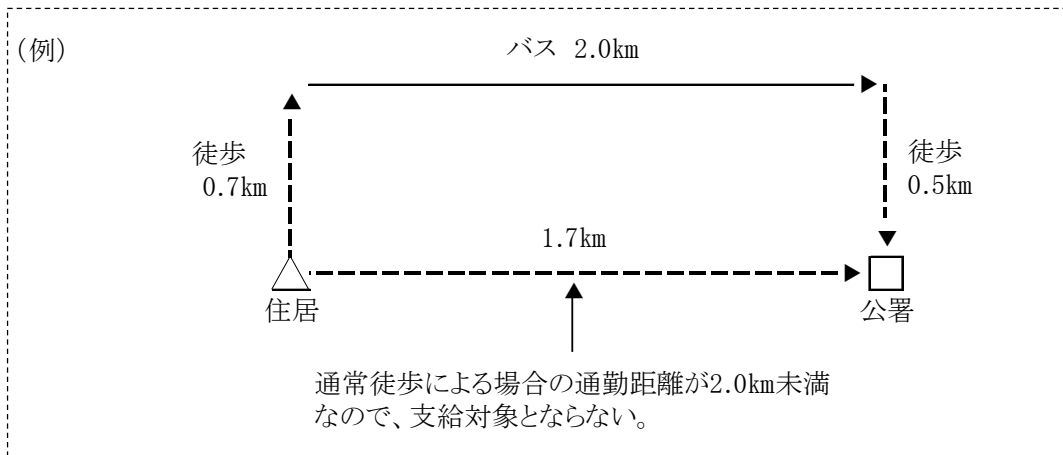 (例)
バス 2.0km
徒歩
0.7km
徒歩
0.5km
1.7km
住居
公署
通常徒歩による場合の通勤距離が2.0km未満
なので、支給対象とならない。